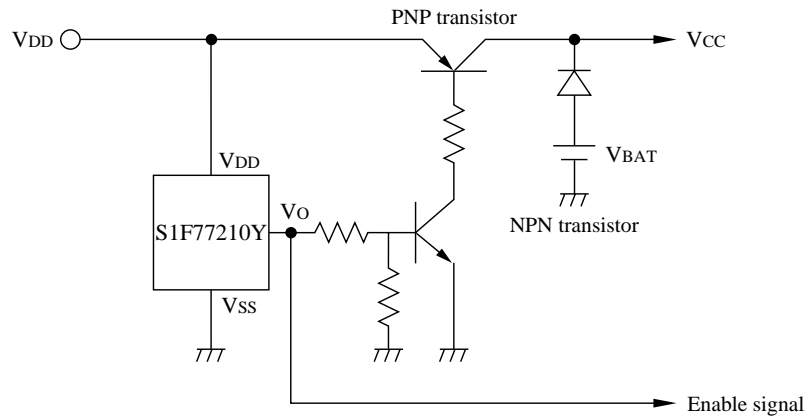 PNP transistor
VDD
VCC
VDD
VBAT
S1F77210Y
VO
NPN transistor
VSS
Enable signal